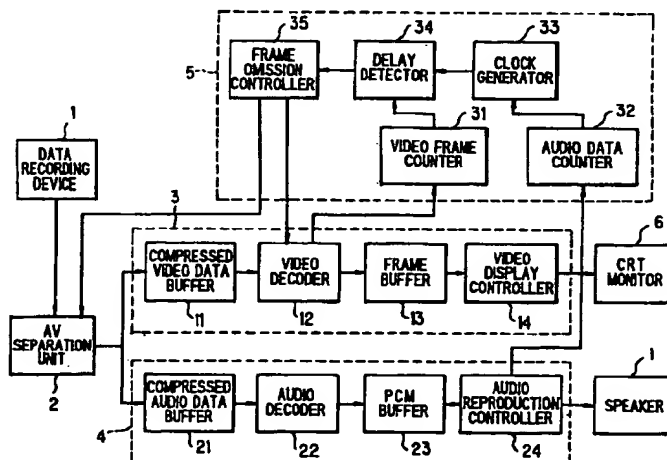 35
34
33
FRAME
OMISSION
CONTROLLER
DELAY
DETECTOR
CLOCK
GENERATOR
5
1
31
32
DATA
RECORDING
DEVICE
VIDEO FRAME
COUNTER
AUDIO DATA
COUNTER
3
6
COMPRESSED
VIDEO DATA
BUFFER
VIDEO
DECODER
FRAME
BUFFER
VIDEO
DISPLAY
CONTROLLER
CRT
MONITOR
11
12
13
14
AV
SEPARATION
UNIT
2
1
COMPRESSED
AUDIO DATA
BUFFER
AUDIO
DECODER
PCM
BUFFER
AUDIO
REPRODUCTION
CONTROLLER
SPEAKER
4
21
22
23
24